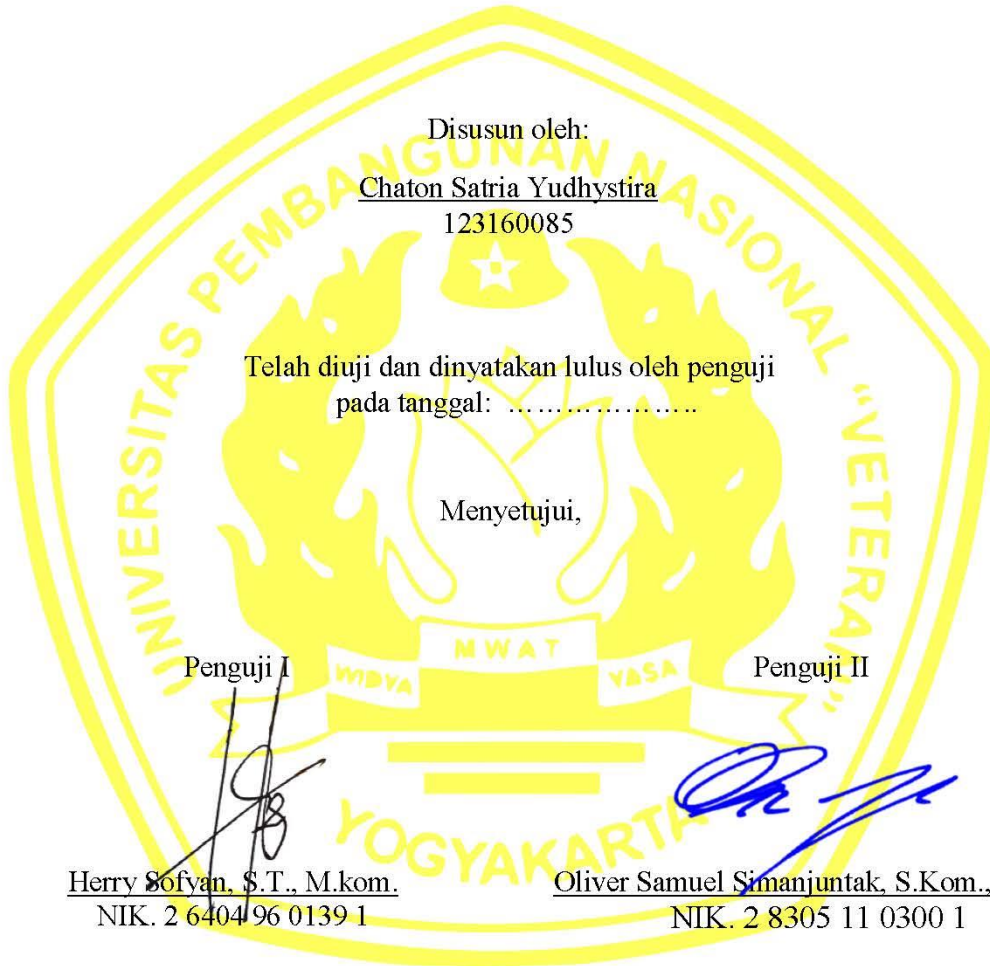 Disusun oleh:
Chaton Satria Yudhystira
123160085
Telah diuji dan dinyatakan lulus oleh penguji
pada tanggal: ………………..
Menyetujui,
UNIVERSITAS PEMBANGUNAN NASIONAL "VETERAN"
WIDYA MWAT YASA
YOGYAKARTA
Penguji I
Penguji II
Herry Sofyan, S.T., M.kom.
Oliver Samuel Simanjuntak, S.Kom.,
NIK. 2 6404 96 0139 1
NIK. 2 8305 11 0300 1